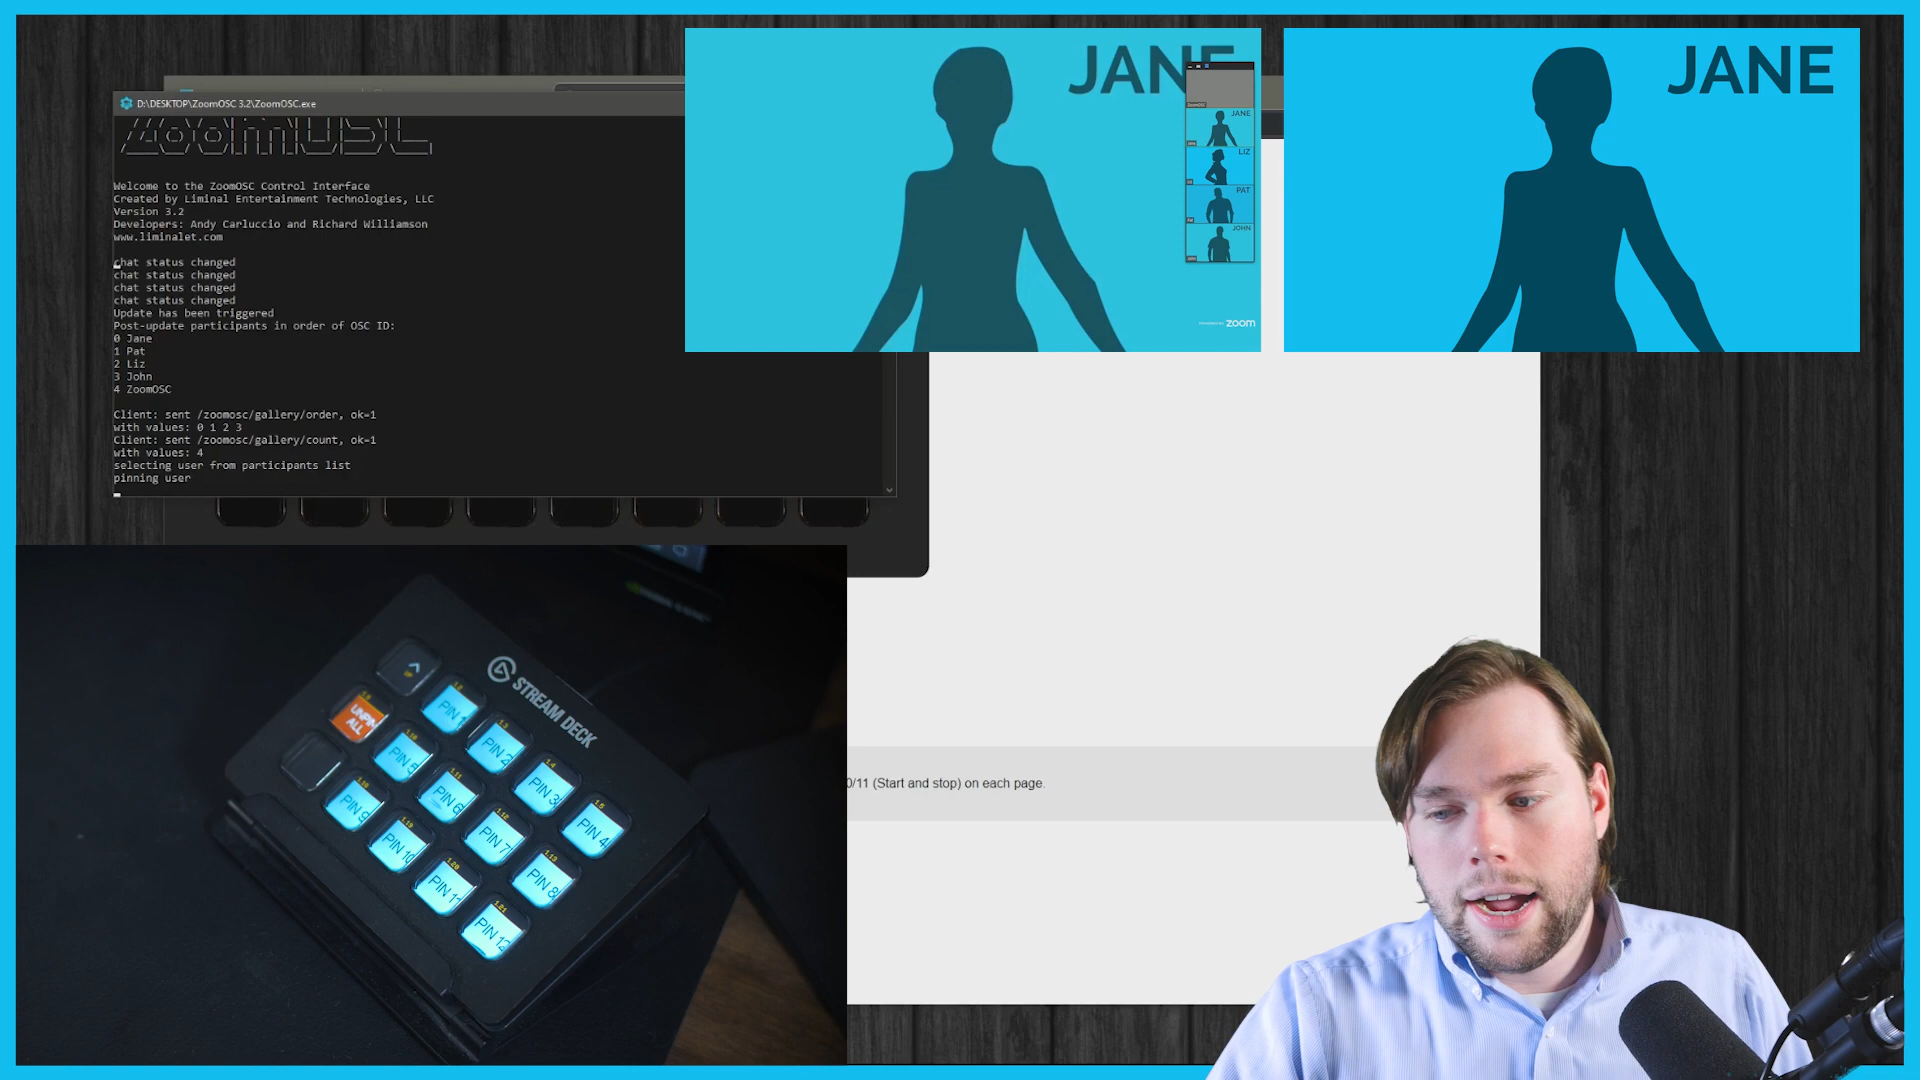 D:\DESKTOP\ZoomOSC 3.2\ZoomOSC.exe
ZoomOSC
Welcome to the ZoomOSC Control Interface
Created by Liminal Entertainment Technologies, LLC
Version 3.2
Developers: Andy Carluccio and Richard Williamson
www.liminalet.com
chat status changed
chat status changed
chat status changed
chat status changed
Update has been triggered
Post-update participants in order of OSC ID:
0 Jane
1 Pat
2 Liz
3 John
4 ZoomOSC
Client: sent /zoomosc/gallery/order, ok=1
with values: 0 1 2 3
Client: sent /zoomosc/gallery/count, ok=1
with values: 4
selecting user from participants list
pinning user
JANE
JANE
LIZ
PAT
JOHN
zoom
JANE
STREAM DECK
UP
PIN 1
PIN 2
PIN 3
PIN 4
UNPIN
ALL
PIN 5
PIN 6
PIN 7
PIN 8
PIN 9
PIN 10
PIN 11
PIN 12
0/11 (Start and stop) on each page.